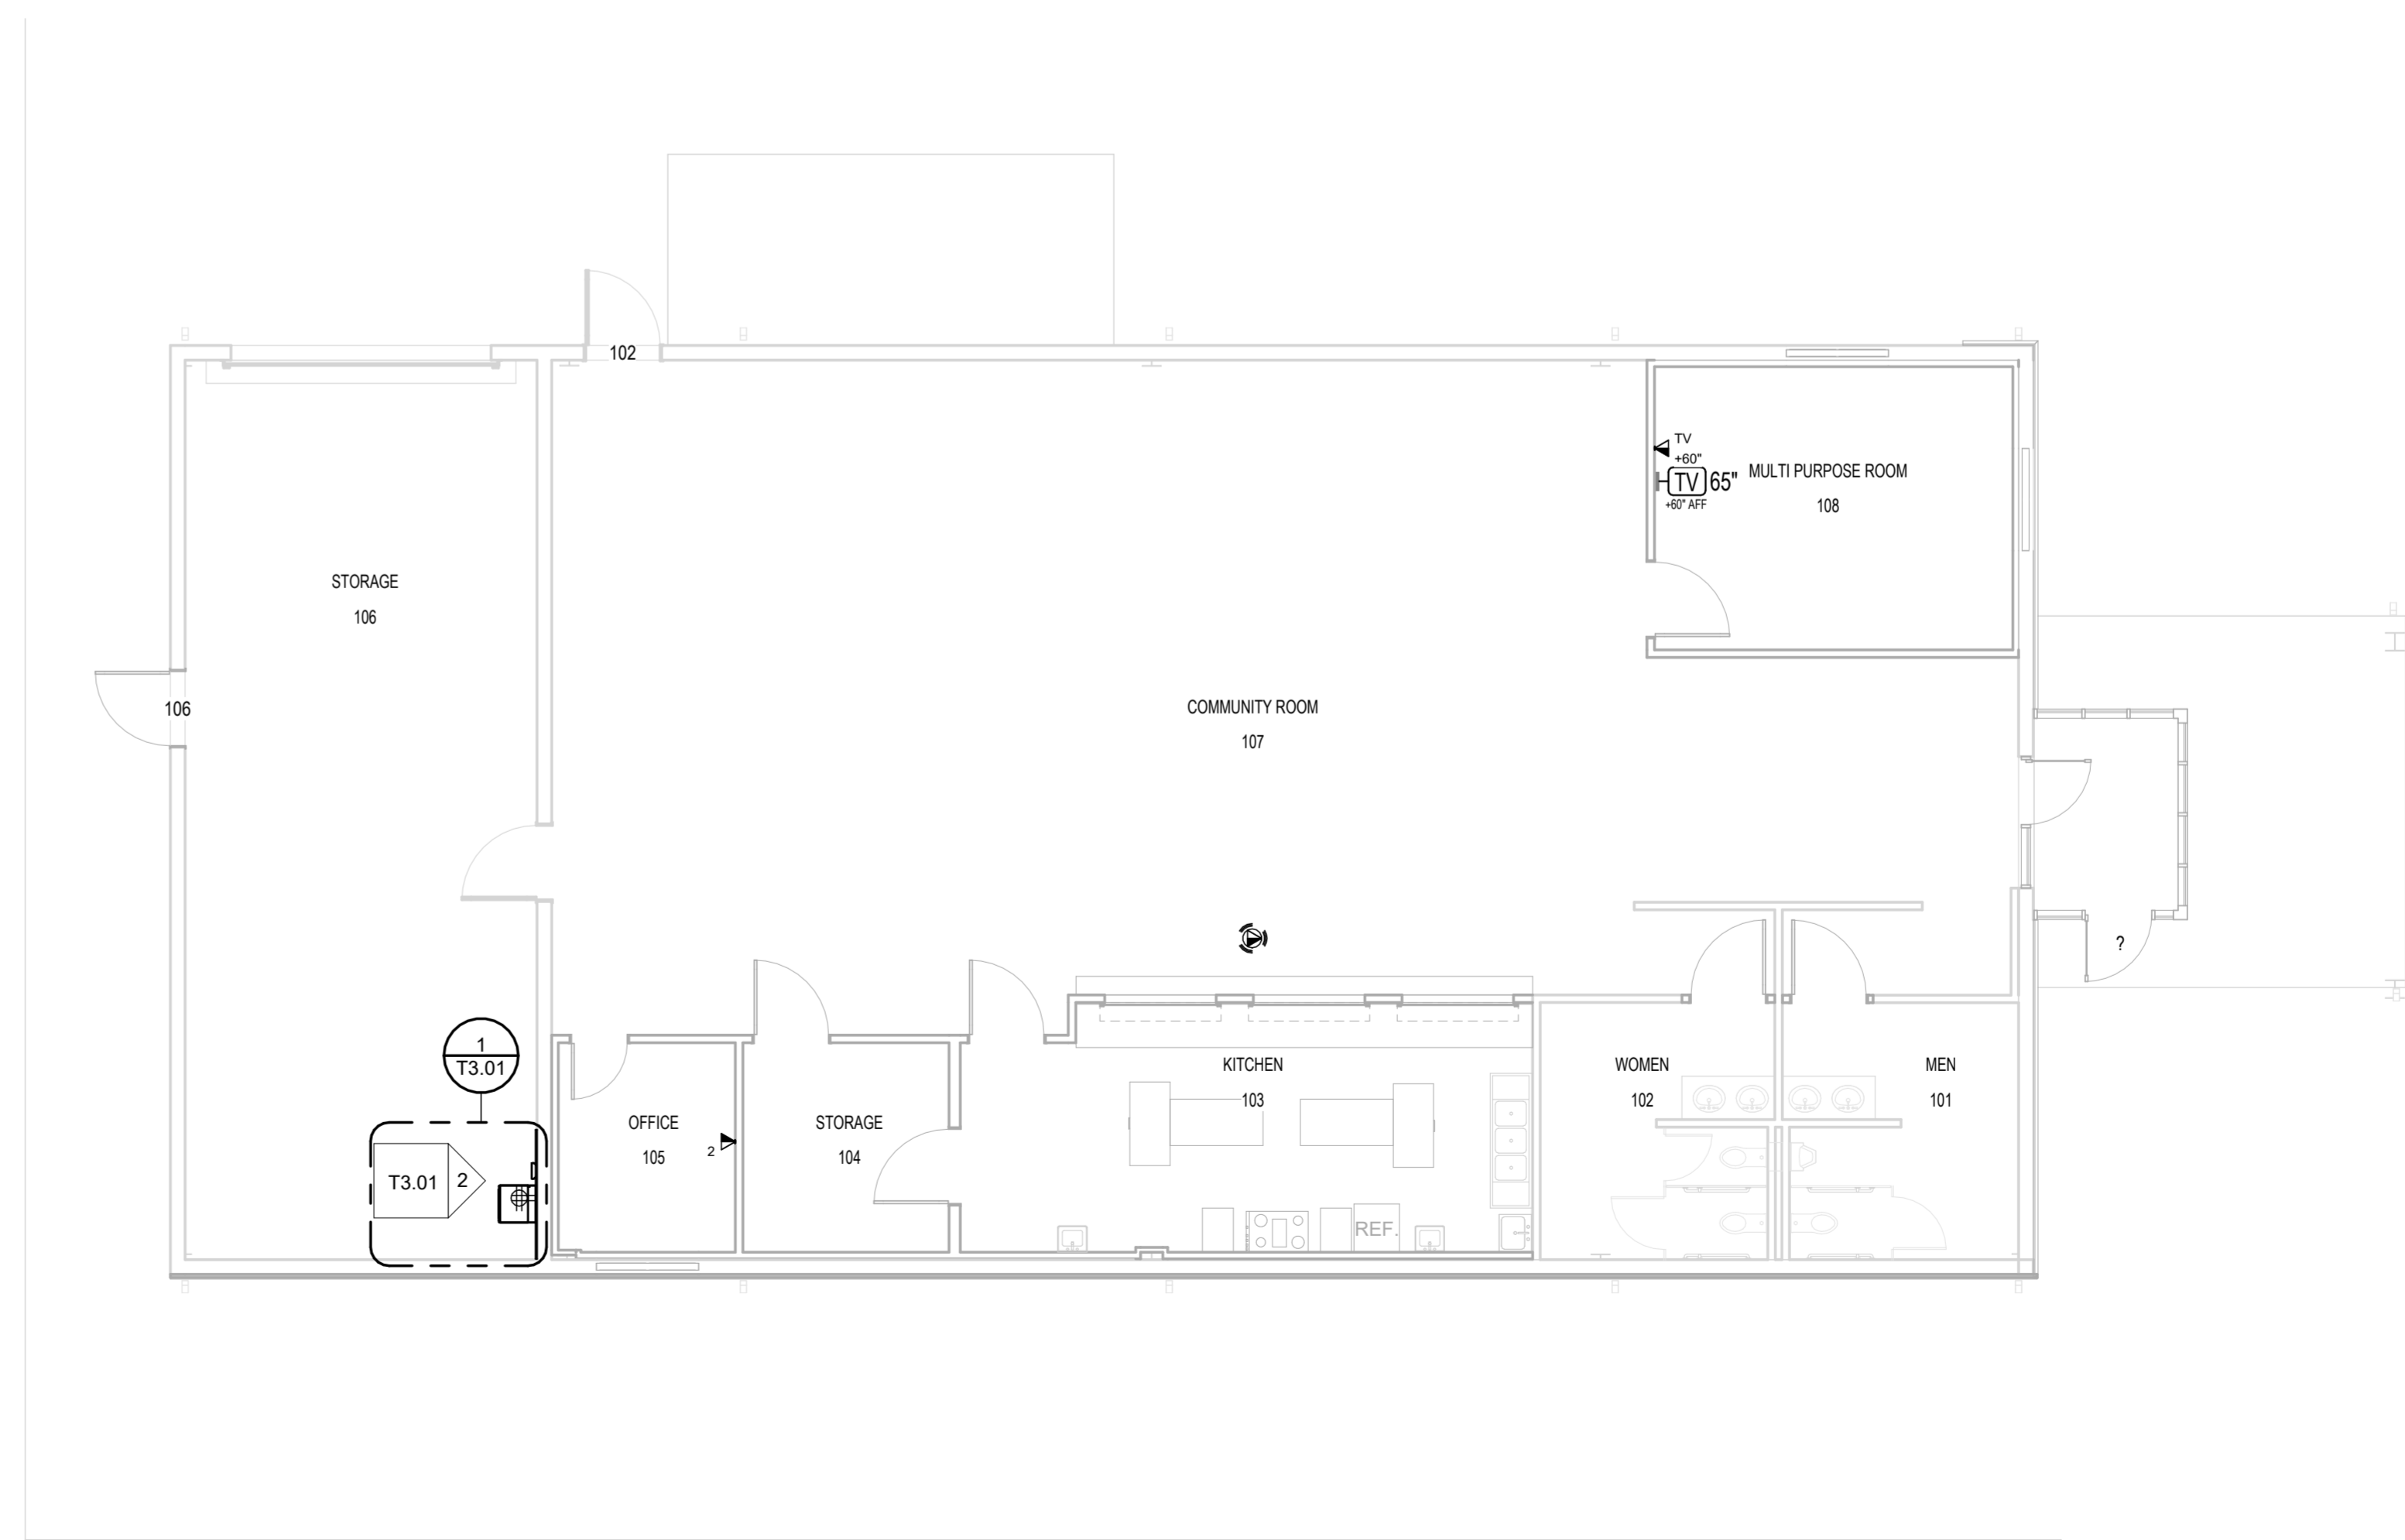 102
TV
+60"
TV 65"
+60" AFF
MULTI PURPOSE ROOM
108
STORAGE
106
106
COMMUNITY ROOM
107
?
1
T3.01
T3.01 2
OFFICE
105
2
STORAGE
104
KITCHEN
103
REF.
WOMEN
102
MEN
101